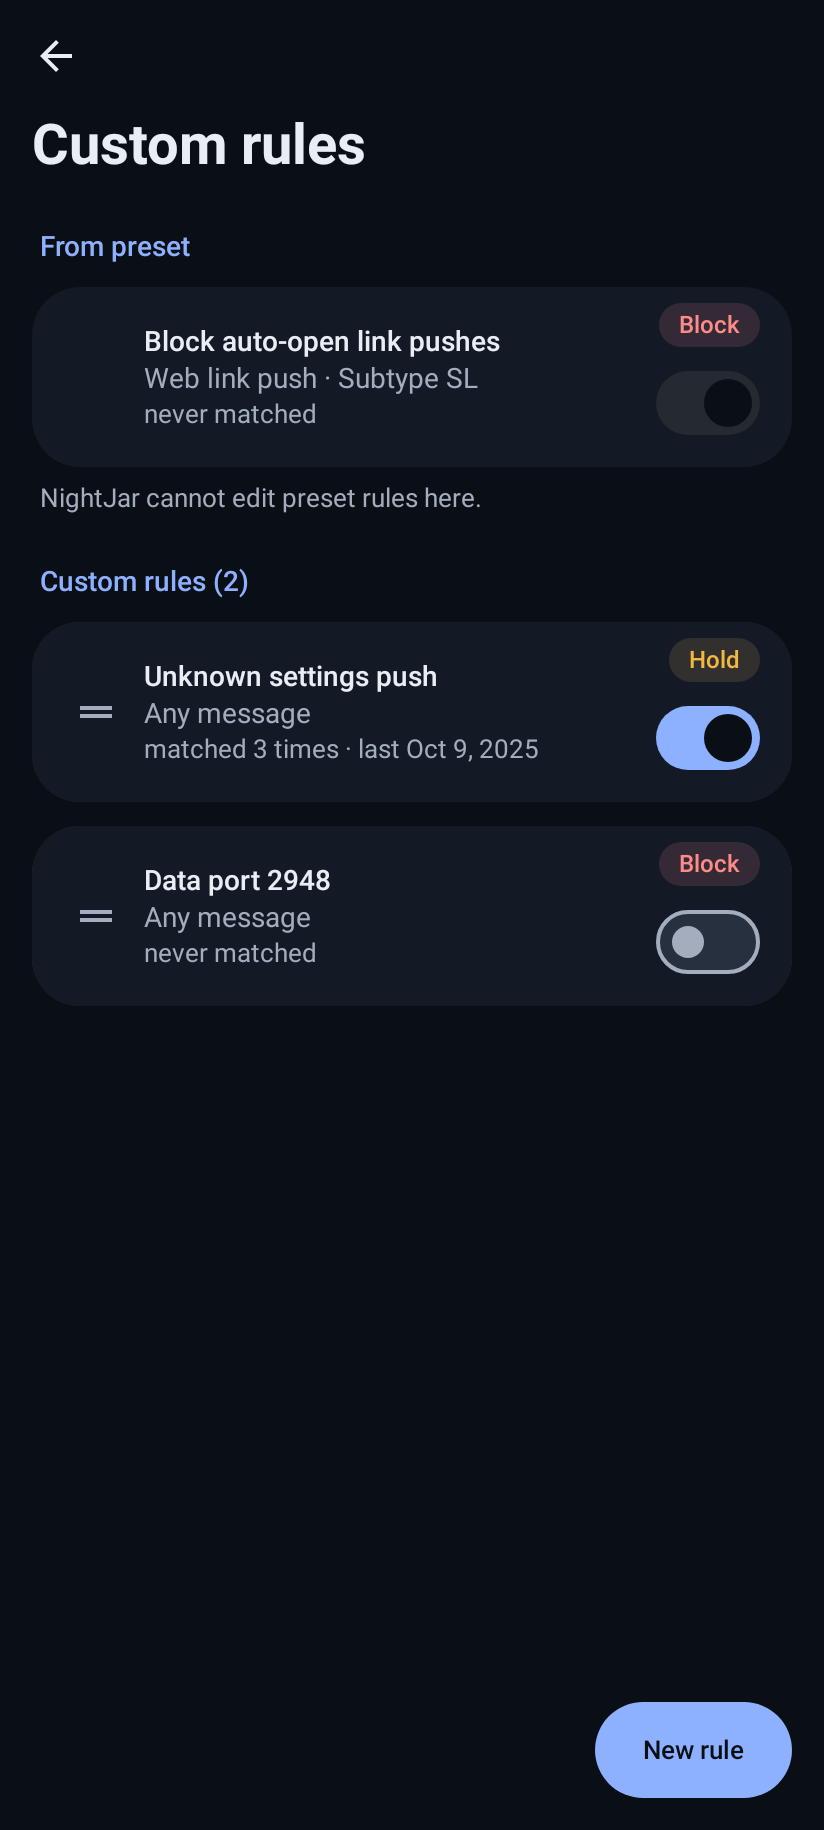 Custom rules
From preset
Block
Block auto-open link pushes
Web link push · Subtype SL
never matched
NightJar cannot edit preset rules here.
Custom rules (2)
Hold
Unknown settings push
Any message
matched 3 times · last Oct 9, 2025
Block
Data port 2948
Any message
never matched
New rule